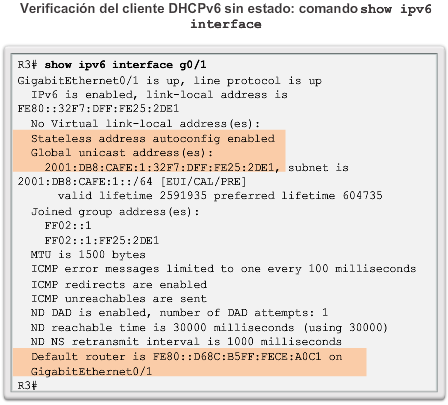 Verificación del cliente DHCPv6 sin estado: comando show ipv6
interface
R3# show ipv6 interface g0/1
GigabitEthernet0/1 is up, line protocol is up
IPv6 is enabled, link-local address is
FE80::32F7:DFF:FE25:2DE1
No Virtual link-local address(es):
Stateless address autoconfig enabled
Global unicast address(es):
2001:DB8:CAFE:1:32F7:DFF:FE25:2DE1, subnet is
2001:DB8:CAFE:1::/64 [EUI/CAL/PRE]
valid lifetime 2591935 preferred lifetime 604735
Joined group address(es):
FF02::1
FF02::1:FF25:2DE1
MTU is 1500 bytes
ICMP error messages limited to one every 100 milliseconds
ICMP redirects are enabled
ICMP unreachables are sent
ND DAD is enabled, number of DAD attempts: 1
ND reachable time is 30000 milliseconds (using 30000)
ND NS retransmit interval is 1000 milliseconds
Default router is FE80::D68C:B5FF:FECE:A0C1 on
GigabitEthernet0/1
R3#